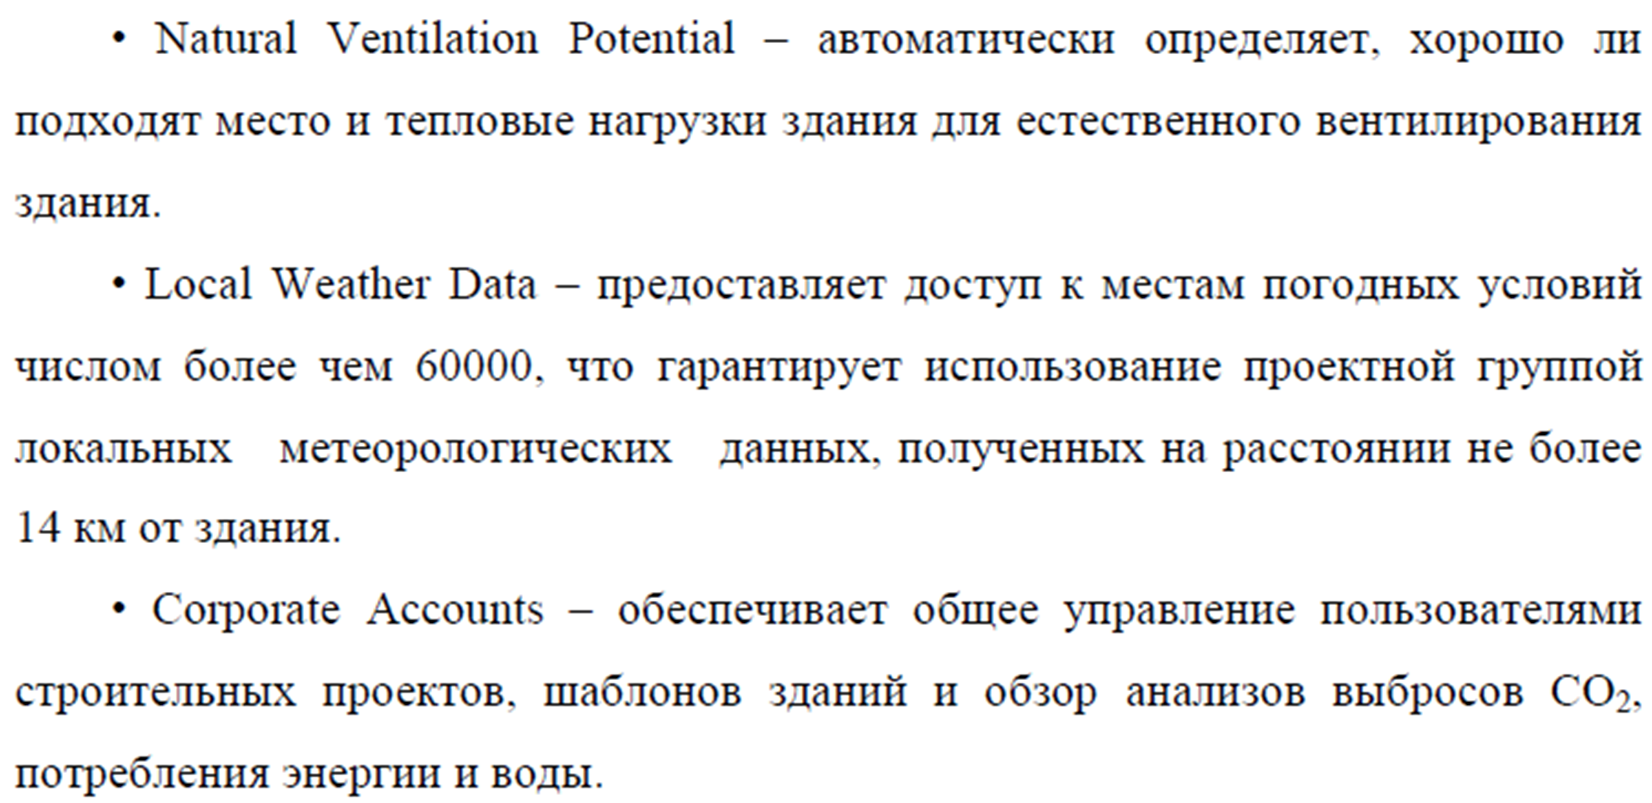 • Natural Ventilation Potential – автоматически определяет, хорошо ли
подходят место и тепловые нагрузки здания для естественного вентилирования
здания.
• Local Weather Data – предоставляет доступ к местам погодных условий
числом более чем 60000, что гарантирует использование проектной группой
локальных метеорологических данных, полученных на расстоянии не более
14 км от здания.
• Corporate Accounts – обеспечивает общее управление пользователями
строительных проектов, шаблонов зданий и обзор анализов выбросов CO₂,
потребления энергии и воды.